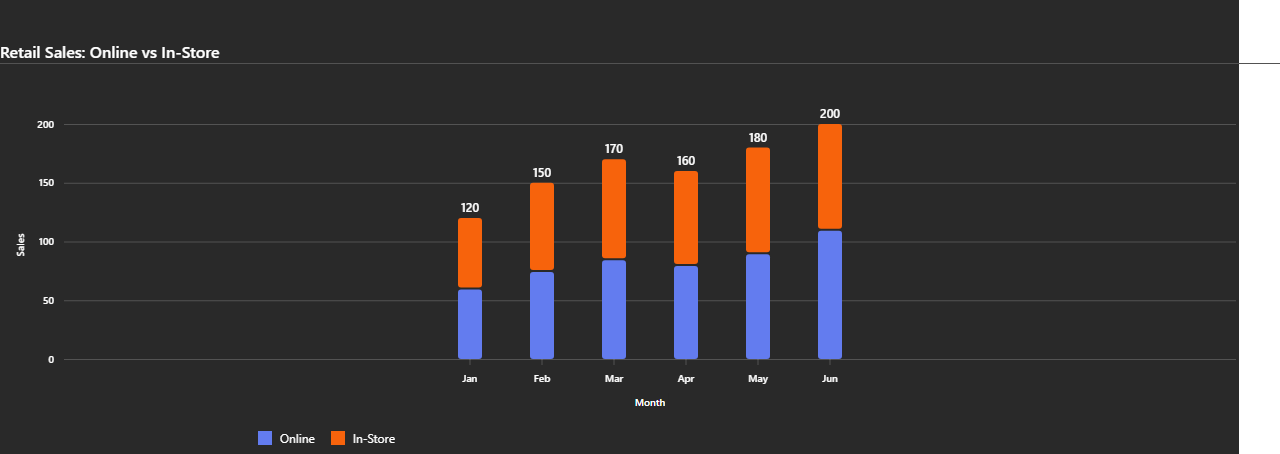 Retail Sales: Online vs In-Store
200
150
100
50
0
Sales
120
150
170
160
180
200
Jan Feb Mar Apr May Jun
Month
Online In-Store